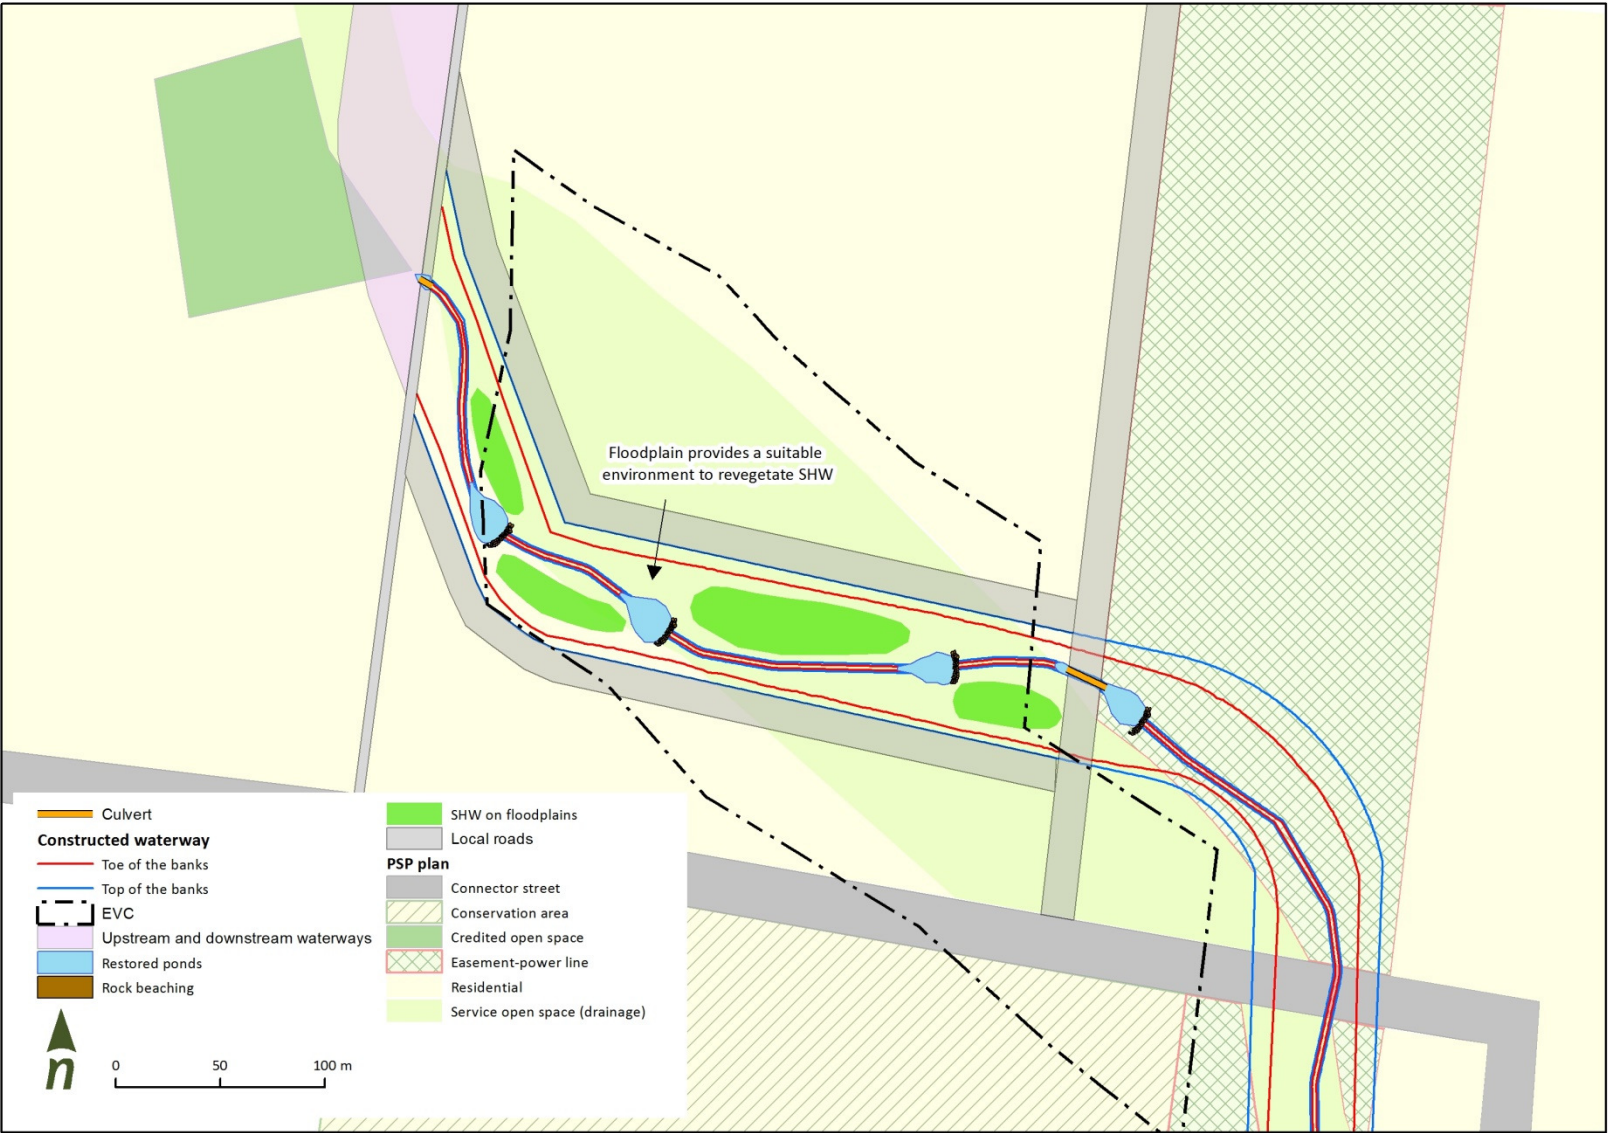 Floodplain provides a suitable
environment to revegetate SHW
Culvert
Constructed waterway
Toe of the banks
Top of the banks
EVC
Upstream and downstream waterways
Restored ponds
Rock beaching
SHW on floodplains
Local roads
PSP plan
Connector street
Conservation area
Credited open space
Easement-power line
Residential
Service open space (drainage)
n
0 50 100 m